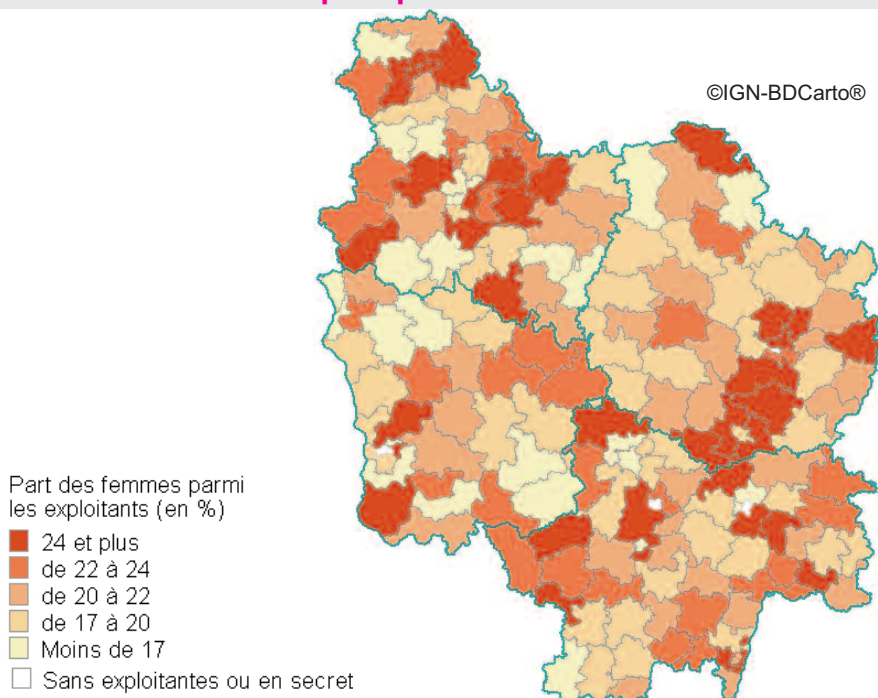 ©IGN-BDCarto®
Part des femmes parmi
les exploitants (en %)
24 et plus
de 22 à 24
de 20 à 22
de 17 à 20
Moins de 17
Sans exploitantes ou en secret